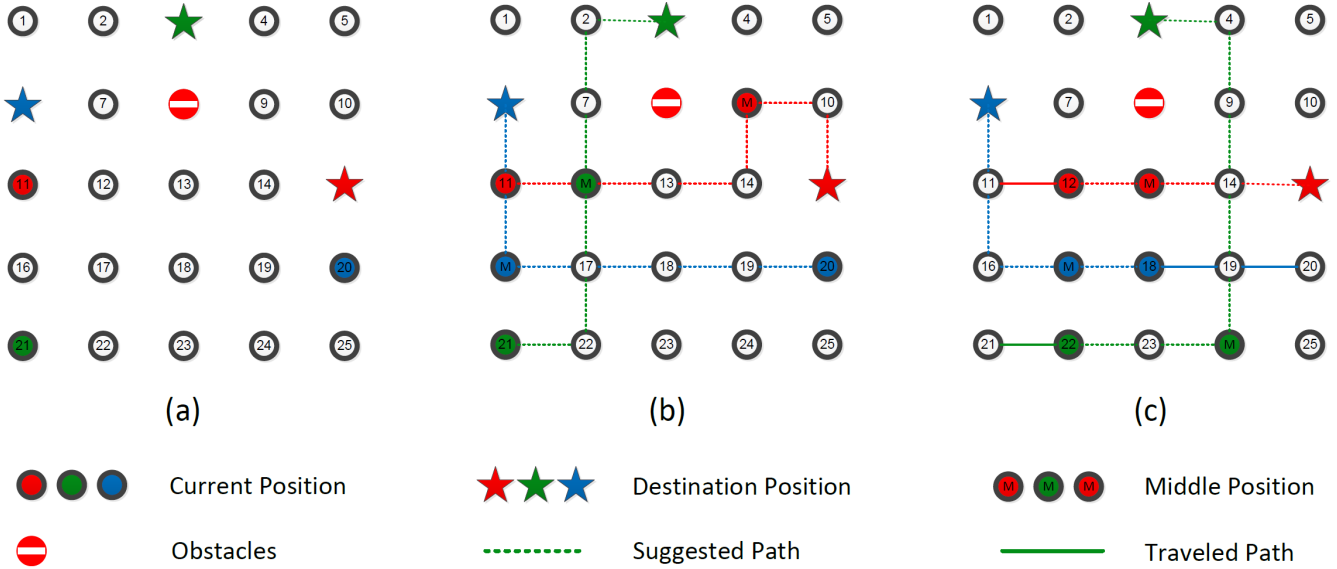 1 2 4 5 1 2 4 5 1 2 4 5
7 9 10 7 M 10 7 9 10
11 12 13 14 11 M 13 14 11 12 M 14
16 17 18 19 20 M 17 18 19 20 16 M 18 19 20
21 22 23 24 25 21 22 23 24 25 21 22 23 M 25
(a) (b) (c)
Current Position Destination Position M M M Middle Position
Obstacles Suggested Path Traveled Path